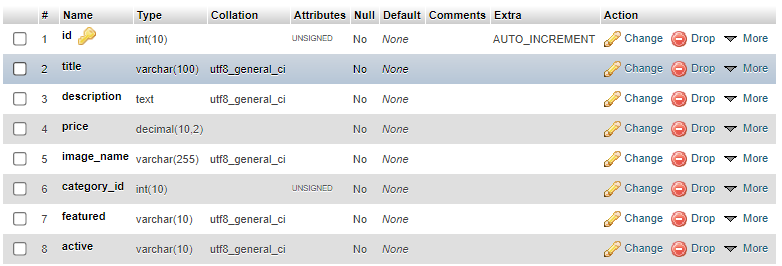 # Name Type Collation Attributes Null Default Comments Extra Action
1 id int(10) UNSIGNED No None AUTO_INCREMENT Change Drop More
2 title varchar(100) utf8_general_ci No None Change Drop More
3 description text utf8_general_ci No None Change Drop More
4 price decimal(10,2) No None Change Drop More
5 image_name varchar(255) utf8_general_ci No None Change Drop More
6 category_id int(10) UNSIGNED No None Change Drop More
7 featured varchar(10) utf8_general_ci No None Change Drop More
8 active varchar(10) utf8_general_ci No None Change Drop More